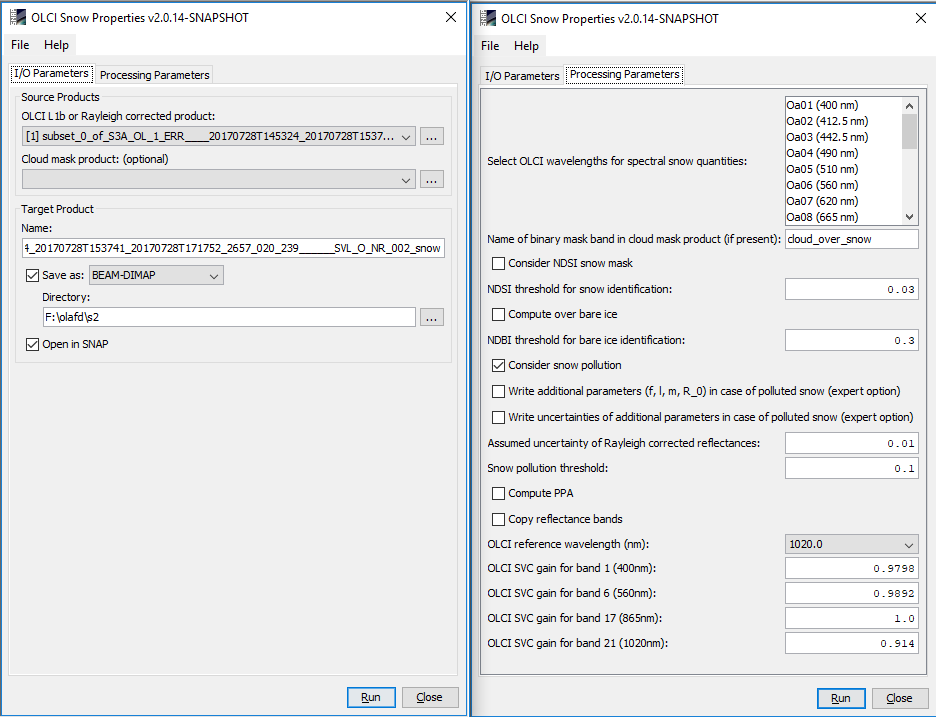 OLCI Snow Properties v2.0.14-SNAPSHOT
File Help
I/O Parameters Processing Parameters
Source Products
OLCI L1b or Rayleigh corrected product:
[1] subset_0_of_S3A_OL_1_ERR____20170728T145324_20170728T1537... ...
Cloud mask product: (optional)
...
Target Product
Name:
_20170728T153741_20170728T171752_2657_020_239______SVL_O_NR_002_snow
Save as: BEAM-DIMAP
Directory:
F:\olafd\s2 ...
Open in SNAP
Run Close
OLCI Snow Properties v2.0.14-SNAPSHOT
File Help
I/O Parameters Processing Parameters
Select OLCI wavelengths for spectral snow quantities:
Oa01 (400 nm)
Oa02 (412.5 nm)
Oa03 (442.5 nm)
Oa04 (490 nm)
Oa05 (510 nm)
Oa06 (560 nm)
Oa07 (620 nm)
Oa08 (665 nm)
Name of binary mask band in cloud mask product (if present): cloud_over_snow
Consider NDSI snow mask
NDSI threshold for snow identification: 0.03
Compute over bare ice
NDBI threshold for bare ice identification: 0.3
Consider snow pollution
Write additional parameters (f, l, m, R_0) in case of polluted snow (expert option)
Write uncertainties of additional parameters in case of polluted snow (expert option)
Assumed uncertainty of Rayleigh corrected reflectances: 0.01
Snow pollution threshold: 0.1
Compute PPA
Copy reflectance bands
OLCI reference wavelength (nm): 1020.0
OLCI SVC gain for band 1 (400nm): 0.9798
OLCI SVC gain for band 6 (560nm): 0.9892
OLCI SVC gain for band 17 (865nm): 1.0
OLCI SVC gain for band 21 (1020nm): 0.914
Run Close